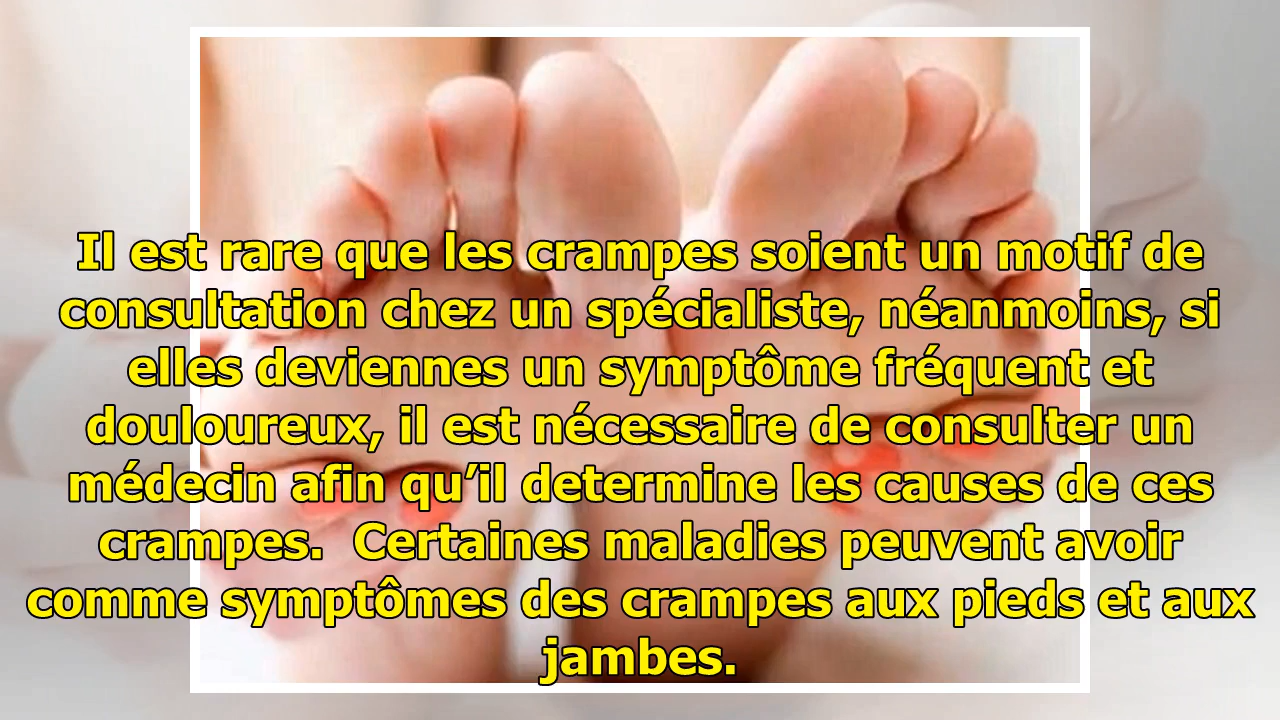 Il est rare que les crampes soient un motif de
consultation chez un spécialiste, néanmoins, si
elles deviennes un symptôme fréquent et
douloureux, il est nécessaire de consulter un
médecin afin qu’il determine les causes de ces
crampes.  Certaines maladies peuvent avoir
comme symptômes des crampes aux pieds et aux
jambes.